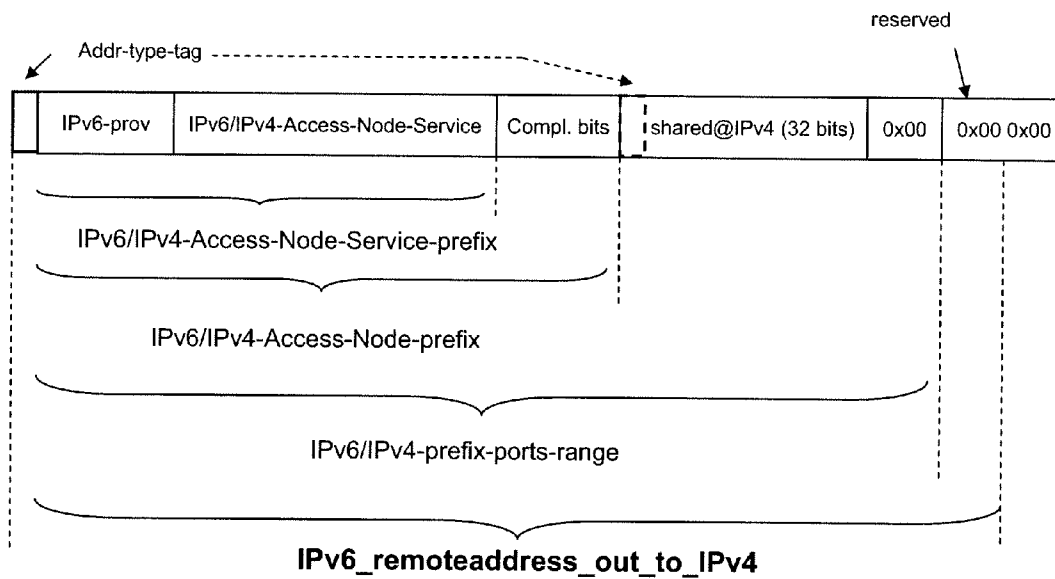 reserved
Addr-type-tag
IPv6-prov
IPv6/IPv4-Access-Node-Service
Compl. bits
shared@IPv4 (32 bits)
0x00
0x00 0x00
IPv6/IPv4-Access-Node-Service-prefix
IPv6/IPv4-Access-Node-prefix
IPv6/IPv4-prefix-ports-range
IPv6_remoteaddress_out_to_IPv4